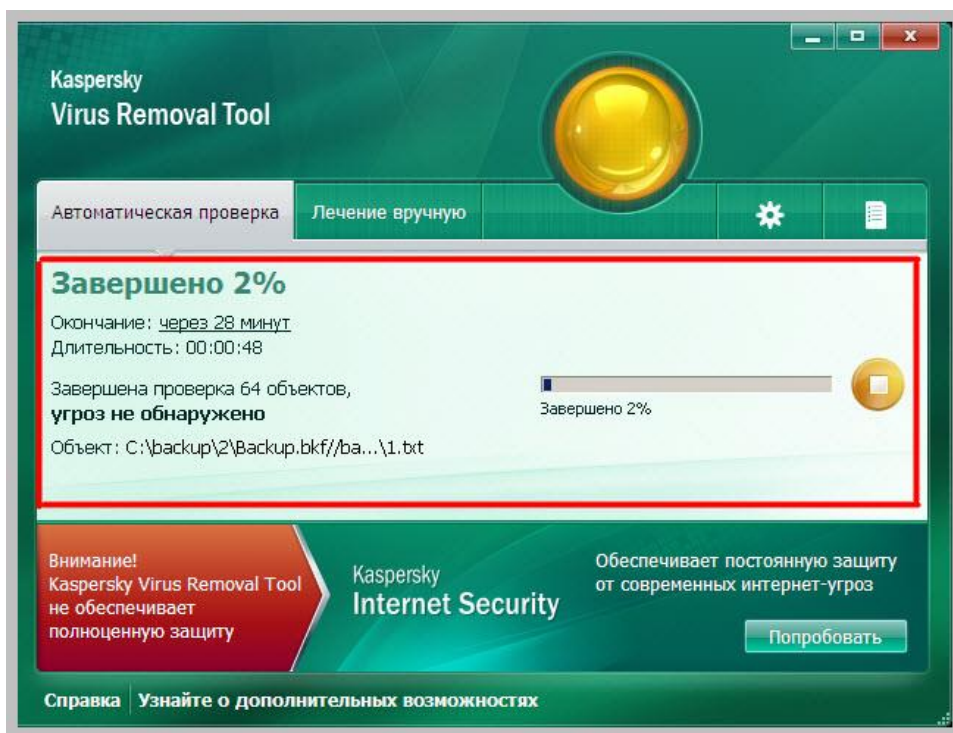 Kaspersky
Virus Removal Tool
Автоматическая проверка
Лечение вручную
Завершено 2%
Окончание: через 28 минут
Длительность: 00:00:48
Завершена проверка 64 объектов,
угроз не обнаружено
Завершено 2%
Объект: C:\backup\2\Backup.bkf//ba...\1.txt
Внимание!
Kaspersky Virus Removal Tool
не обеспечивает
полноценную защиту
Kaspersky
Internet Security
Обеспечивает постоянную защиту
от современных интернет-угроз
Попробовать
Справка
Узнайте о дополнительных возможностях